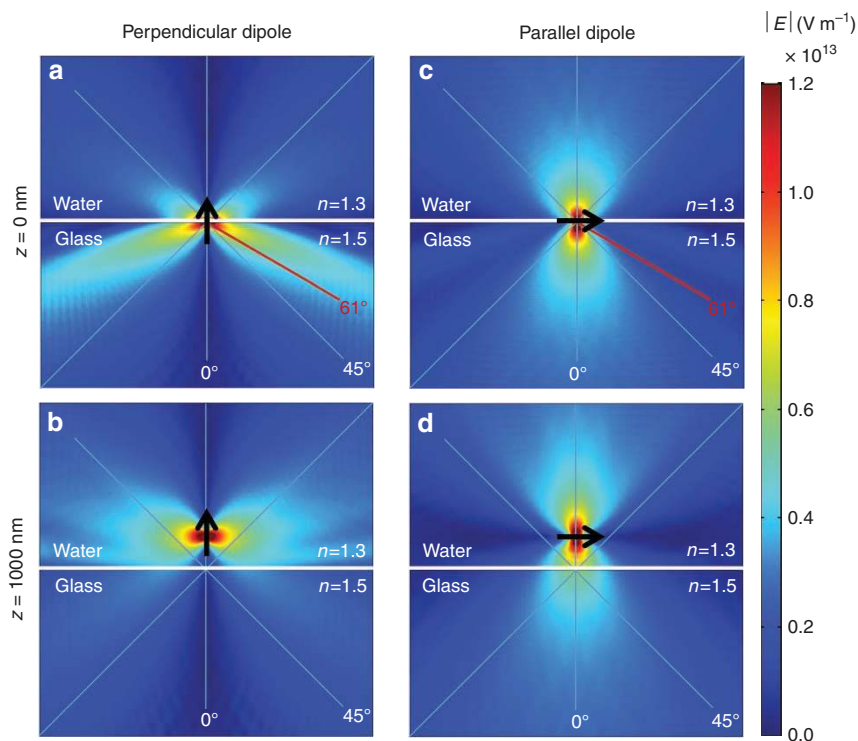 Perpendicular dipole
Parallel dipole
|E| (V m⁻¹)
× 10¹³
z = 0 nm
a
Water
n=1.3
Glass
n=1.5
61°
0°
45°
c
Water
n=1.3
Glass
n=1.5
61°
0°
45°
z = 1000 nm
b
Water
n=1.3
Glass
n=1.5
0°
45°
d
Water
n=1.3
Glass
n=1.5
0°
45°
1.2
1.0
0.8
0.6
0.4
0.2
0.0